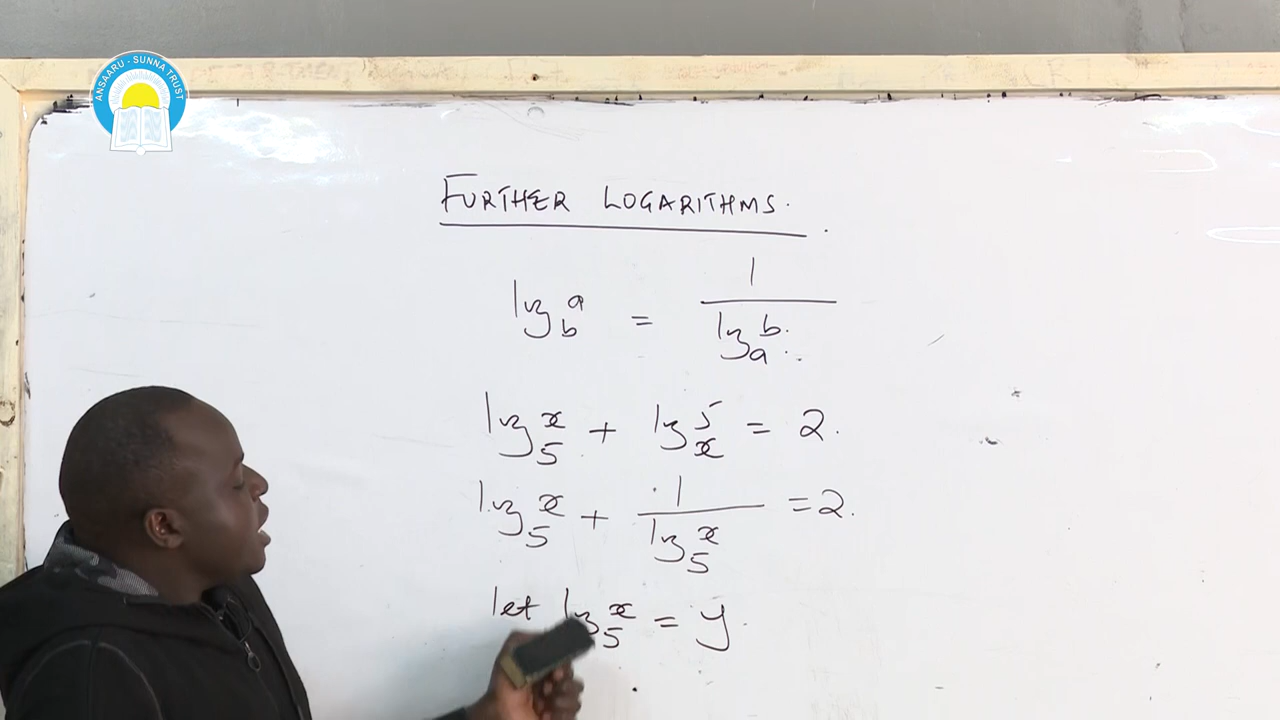 ANSAARU - SUNNA TRUST
FURTHER LOGARITHMS.
log_b^a = 1 / log_a^b
log_5^x + log_x^5 = 2.
log_5^x + 1 / log_5^x = 2.
let log_5^x = y.